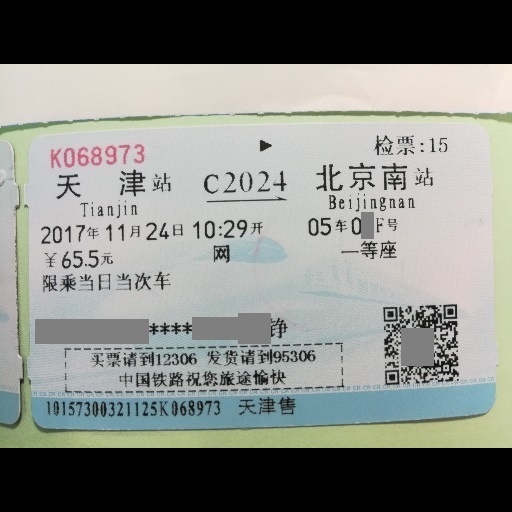 K068973
检票:15
天津站 C2024 北京南站
Tianjin Beijingnan
2017年11月24日 10:29开 05车0 F号
￥65.5元 网 一等座
限乘当日当次车
****
铮
买票请到12306 发货请到95306
中国铁路祝您旅途愉快
10157300321125K068973 天津售